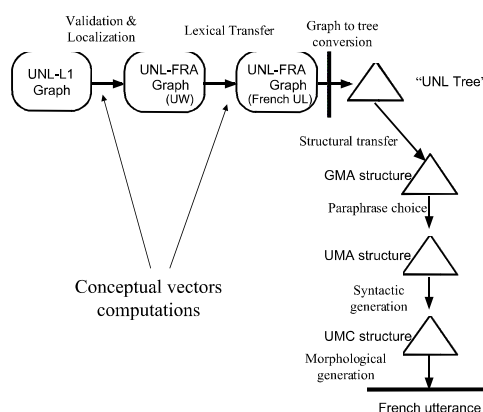 Validation &
Localization
Lexical Transfer
Graph to tree
conversion
UNL-L1
Graph
UNL-FRA
Graph
(UW)
UNL-FRA
Graph
(French UL)
“UNL Tree”
Structural transfer
GMA structure
Paraphrase choice
UMA structure
Conceptual vectors
computations
Syntactic
generation
UMC structure
Morphological
generation
French utterance